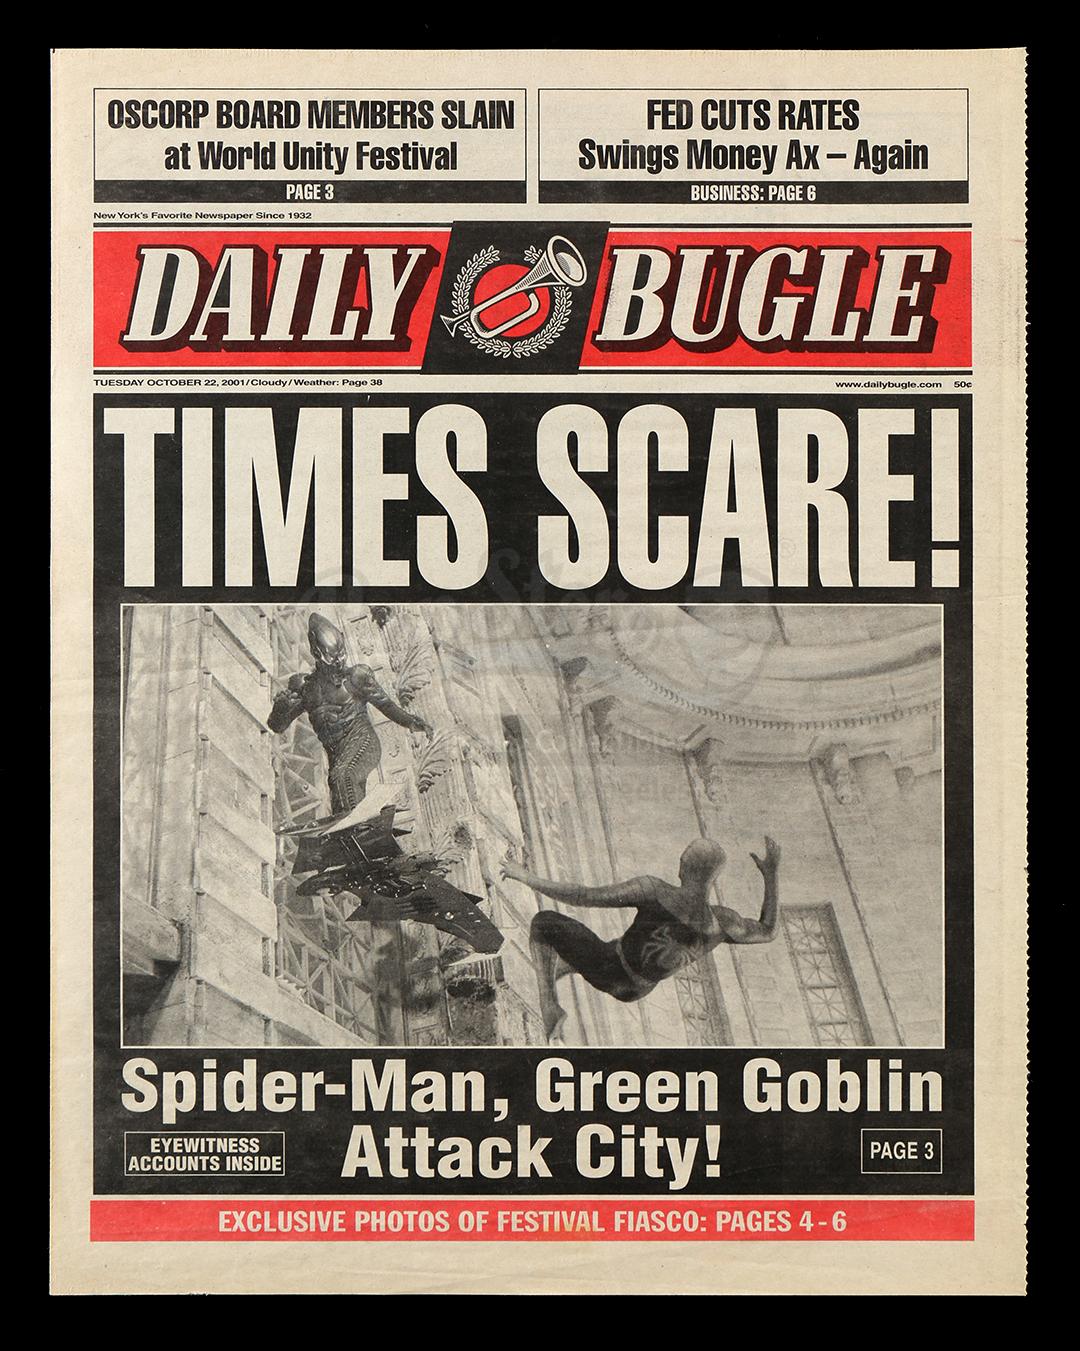 OSCORP BOARD MEMBERS SLAIN
at World Unity Festival
PAGE 3
FED CUTS RATES
Swings Money Ax – Again
BUSINESS: PAGE 6
New York's Favorite Newspaper Since 1932
DAILY BUGLE
TUESDAY OCTOBER 22, 2001/Cloudy/Weather: Page 38
www.dailybugle.com 50¢
TIMES SCARE!
Spider-Man, Green Goblin
Attack City!
EYEWITNESS
ACCOUNTS INSIDE
PAGE 3
EXCLUSIVE PHOTOS OF FESTIVAL FIASCO: PAGES 4-6